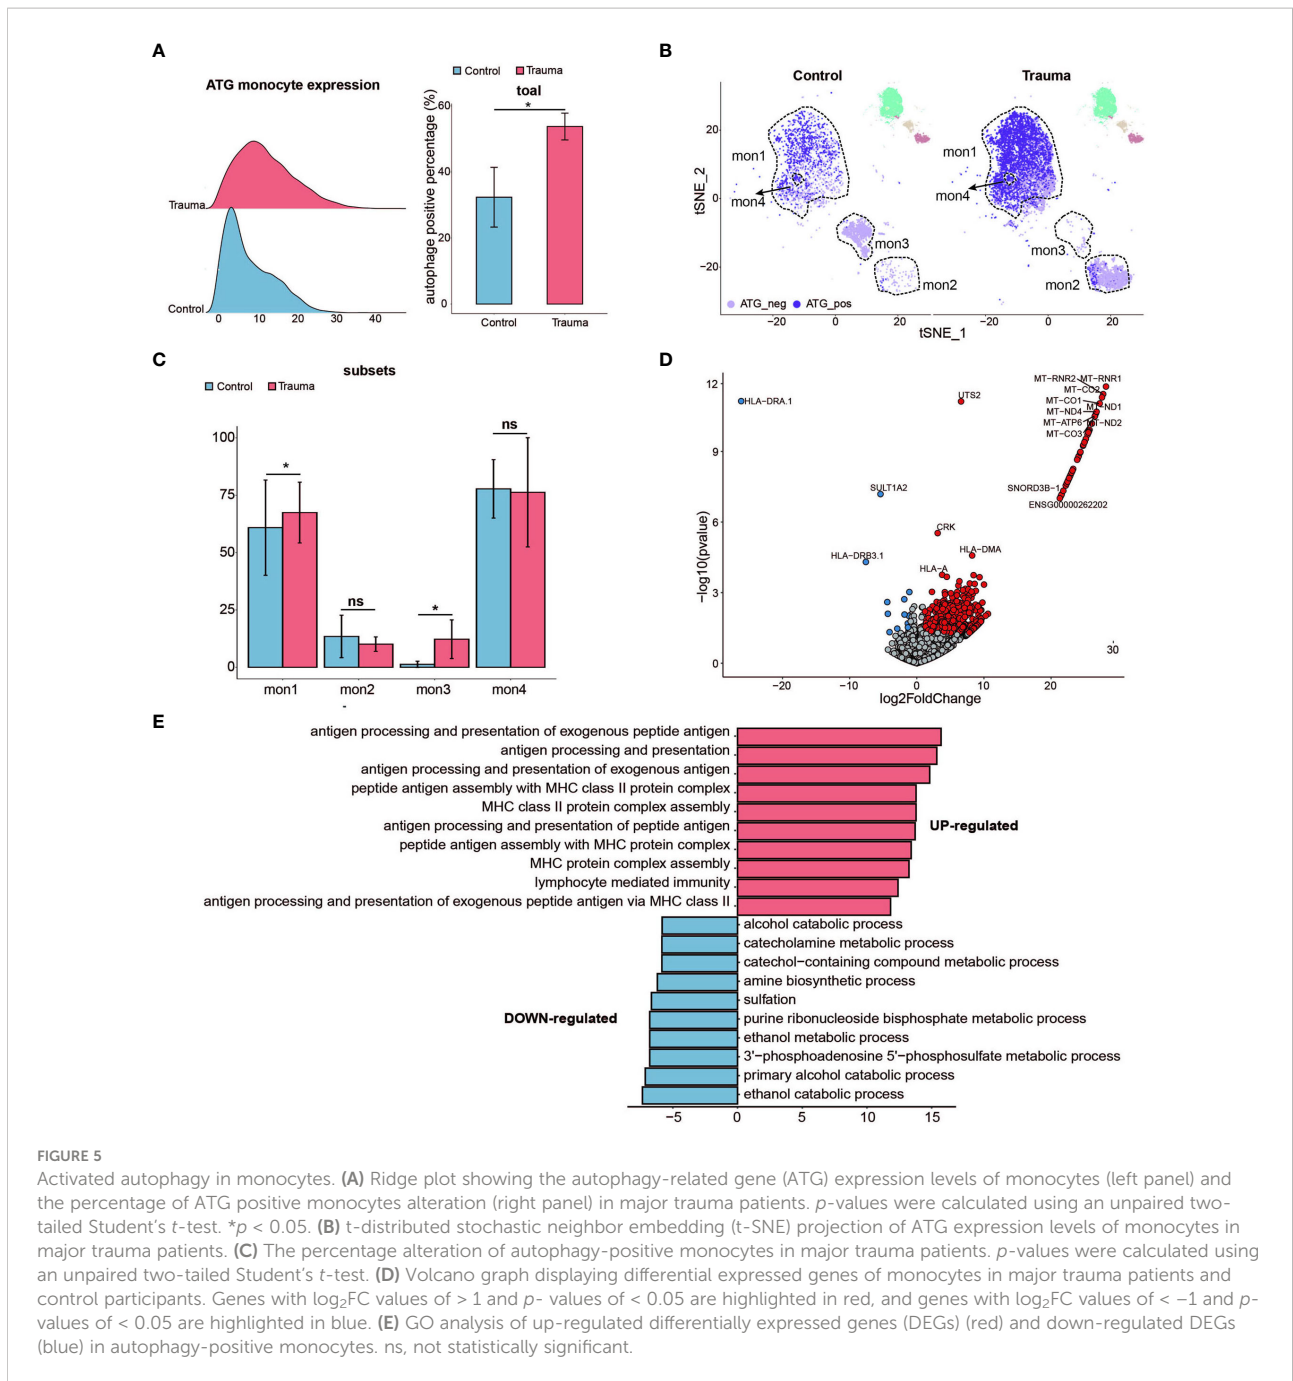 A
ATG monocyte expression
Trauma
Control
0 10 20 30 40
Control Trauma
toal
*
autophage positive percentage (%)
60
40
20
0
Control Trauma
B
Control Trauma
mon1
mon4
mon3
mon2
mon1
mon4
mon3
mon2
tSNE_2
20
0
−20
ATG_neg ATG_pos
−20 0 20
−20 0 20
tSNE_1
C
subsets
Control Trauma
100
75
50
25
0
*
ns
*
ns
mon1 mon2 mon3 mon4
D
−log10(pvalue)
12
9
6
3
0
HLA-DRA.1
UTS2
MT-RNR2 MT-RNR1
MT-CO2
MT-CO1
MT-ND1
MT-ND4
MT-ATP6
MT-ND2
MT-CO3
SULT1A2
SNORD3B-1
ENSG00000262202
CRK
HLA-DRB3.1
HLA-DMA
HLA-A
30
−20 −10 0 10 20
log2FoldChange
E
antigen processing and presentation of exogenous peptide antigen
antigen processing and presentation
antigen processing and presentation of exogenous antigen
peptide antigen assembly with MHC class II protein complex
MHC class II protein complex assembly
antigen processing and presentation of peptide antigen
peptide antigen assembly with MHC protein complex
MHC protein complex assembly
lymphocyte mediated immunity
antigen processing and presentation of exogenous peptide antigen via MHC class II
UP-regulated
alcohol catabolic process
catecholamine metabolic process
catechol−containing compound metabolic process
amine biosynthetic process
sulfation
purine ribonucleoside bisphosphate metabolic process
ethanol metabolic process
3'−phosphoadenosine 5'−phosphosulfate metabolic process
primary alcohol catabolic process
ethanol catabolic process
DOWN-regulated
−5 0 5 10 15
FIGURE 5
Activated autophagy in monocytes. (A) Ridge plot showing the autophagy-related gene (ATG) expression levels of monocytes (left panel) and
the percentage of ATG positive monocytes alteration (right panel) in major trauma patients. p-values were calculated using an unpaired two-
tailed Student's t-test. *p < 0.05. (B) t-distributed stochastic neighbor embedding (t-SNE) projection of ATG expression levels of monocytes in
major trauma patients. (C) The percentage alteration of autophagy-positive monocytes in major trauma patients. p-values were calculated using
an unpaired two-tailed Student's t-test. (D) Volcano graph displaying differential expressed genes of monocytes in major trauma patients and
control participants. Genes with log₂FC values of > 1 and p- values of < 0.05 are highlighted in red, and genes with log₂FC values of < −1 and p-
values of < 0.05 are highlighted in blue. (E) GO analysis of up-regulated differentially expressed genes (DEGs) (red) and down-regulated DEGs
(blue) in autophagy-positive monocytes. ns, not statistically significant.